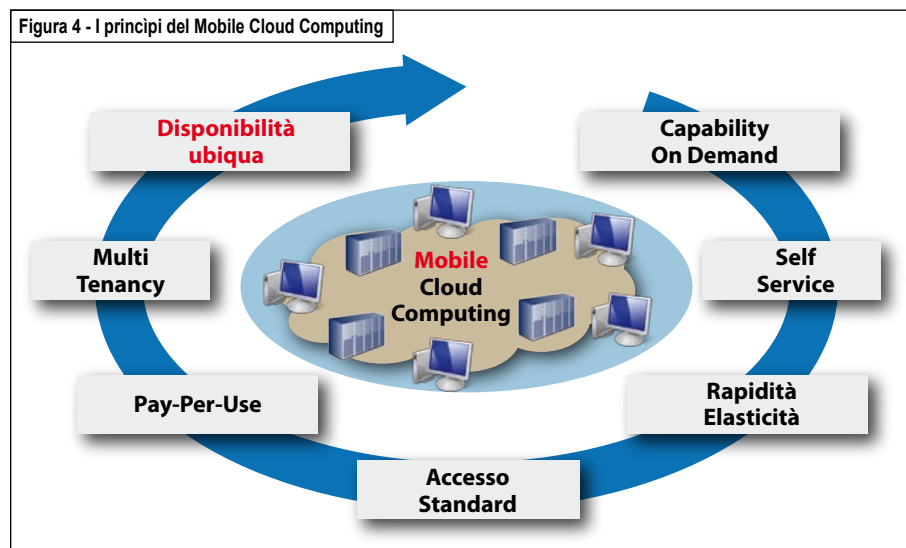 Figura 4 - I princìpi del Mobile Cloud Computing
Disponibilità
ubiqua
Capability
On Demand
Multi
Tenancy
Mobile
Cloud
Computing
Self
Service
Pay-Per-Use
Rapidità
Elasticità
Accesso
Standard